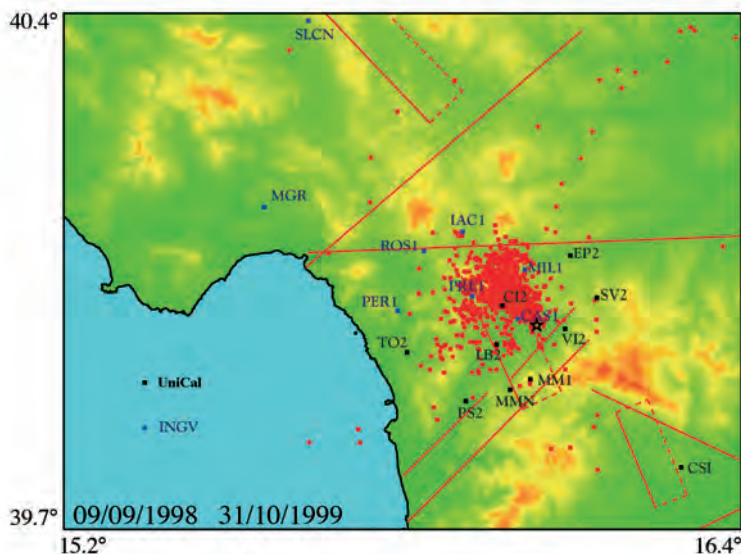 40.4°
SLCN
MGR
IAC1
ROS1
EP2
MIL1
PRE1
CI2
SV2
PER1
CAS1
VI2
TO2
LB2
UniCal
MM1
MMN
PS2
INGV
CSI
09/09/1998 31/10/1999
39.7°
15.2°
16.4°